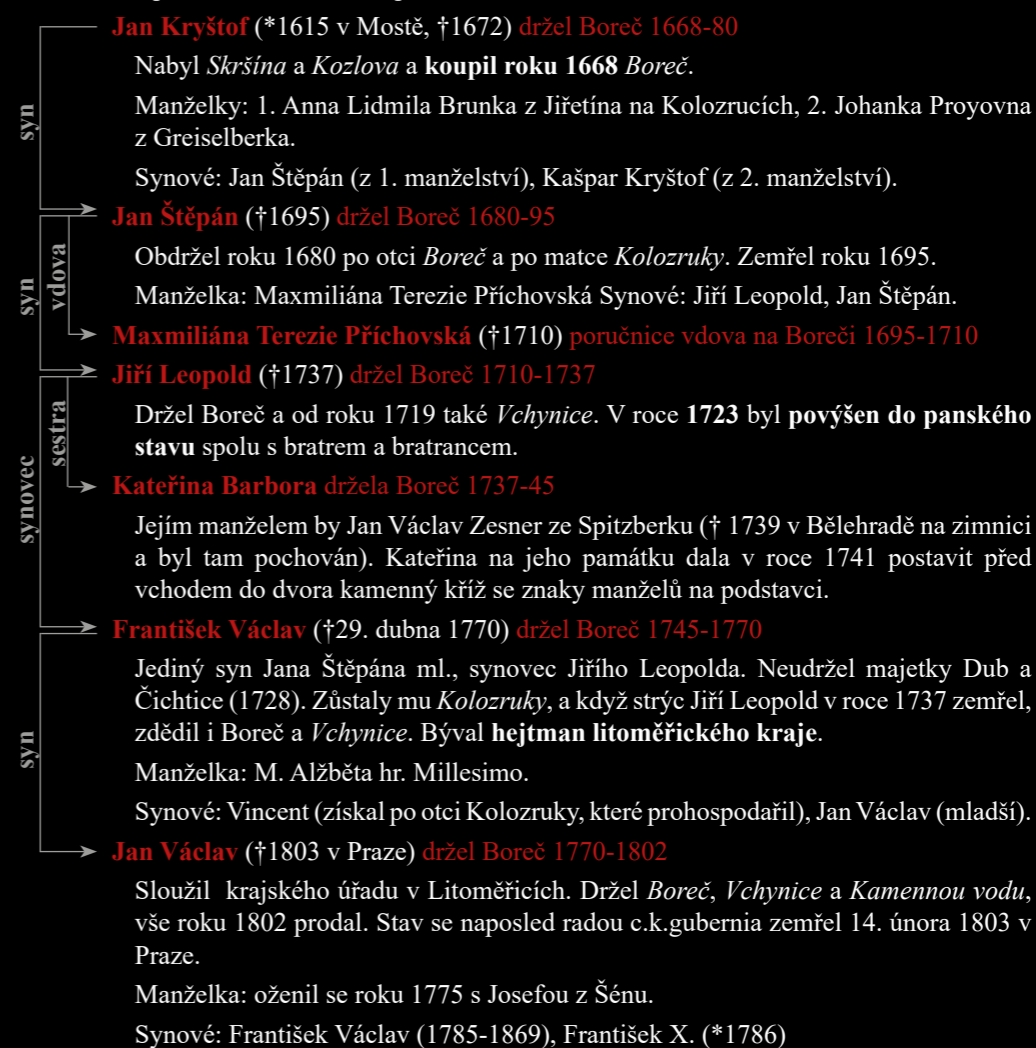 Jan Kryštof (*1615 v Mostě, †1672) držel Boreč 1668-80
Nabyl Skršína a Kozlova a koupil roku 1668 Boreč.
Manželky: 1. Anna Lidmila Brunka z Jiřetína na Kolozrucích, 2. Johanka Proyovna
z Greiselberka.
Synové: Jan Štěpán (z 1. manželství), Kašpar Kryštof (z 2. manželství).
syn
Jan Štěpán (†1695) držel Boreč 1680-95
Obdržel roku 1680 po otci Boreč a po matce Kolozruky. Zemřel roku 1695.
Manželka: Maxmiliána Terezie Příchovská Synové: Jiří Leopold, Jan Štěpán.
syn
vdova
Maxmiliána Terezie Příchovská (†1710) poručnice vdova na Boreči 1695-1710
Jiří Leopold (†1737) držel Boreč 1710-1737
Držel Boreč a od roku 1719 také Vchynice. V roce 1723 byl povýšen do panského
stavu spolu s bratrem a bratrancem.
synovec
sestra
Kateřina Barbora držela Boreč 1737-45
Jejím manželem by Jan Václav Zesner ze Spitzberku († 1739 v Bělehradě na zimnici
a byl tam pochován). Kateřina na jeho památku dala v roce 1741 postavit před
vchodem do dvora kamenný kříž se znaky manželů na podstavci.
František Václav (†29. dubna 1770) držel Boreč 1745-1770
Jediný syn Jana Štěpána ml., synovec Jiřího Leopolda. Neudržel majetky Dub a
Čichtice (1728). Zůstaly mu Kolozruky, a když strýc Jiří Leopold v roce 1737 zemřel,
zdědil i Boreč a Vchynice. Býval hejtman litoměřického kraje.
Manželka: M. Alžběta hr. Millesimo.
Synové: Vincent (získal po otci Kolozruky, které prohospodařil), Jan Václav (mladší).
syn
Jan Václav (†1803 v Praze) držel Boreč 1770-1802
Sloužil krajského úřadu v Litoměřicích. Držel Boreč, Vchynice a Kamennou vodu,
vše roku 1802 prodal. Stav se naposled radou c.k.gubernia zemřel 14. února 1803 v
Praze.
Manželka: oženil se roku 1775 s Josefou z Šénu.
Synové: František Václav (1785-1869), František X. (*1786)